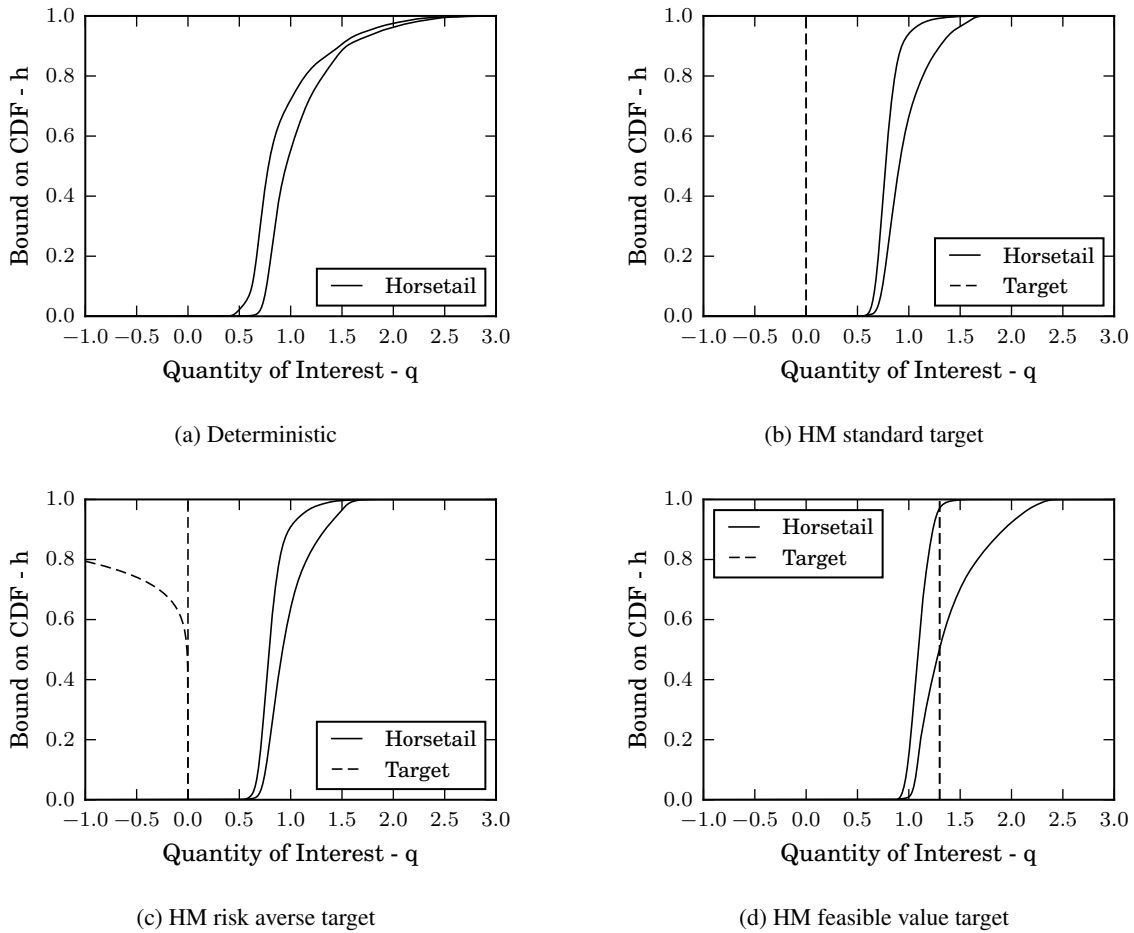 1.0
0.8
0.6
0.4
0.2
0.0
−1.0 −0.5 0.0 0.5 1.0 1.5 2.0 2.5 3.0
Bound on CDF - h
Quantity of Interest - q
Horsetail
(a) Deterministic
1.0
0.8
0.6
0.4
0.2
0.0
−1.0 −0.5 0.0 0.5 1.0 1.5 2.0 2.5 3.0
Bound on CDF - h
Quantity of Interest - q
Horsetail
Target
(b) HM standard target
1.0
0.8
0.6
0.4
0.2
0.0
−1.0 −0.5 0.0 0.5 1.0 1.5 2.0 2.5 3.0
Bound on CDF - h
Quantity of Interest - q
Horsetail
Target
(c) HM risk averse target
1.0
0.8
0.6
0.4
0.2
0.0
−1.0 −0.5 0.0 0.5 1.0 1.5 2.0 2.5 3.0
Bound on CDF - h
Quantity of Interest - q
Horsetail
Target
(d) HM feasible value target